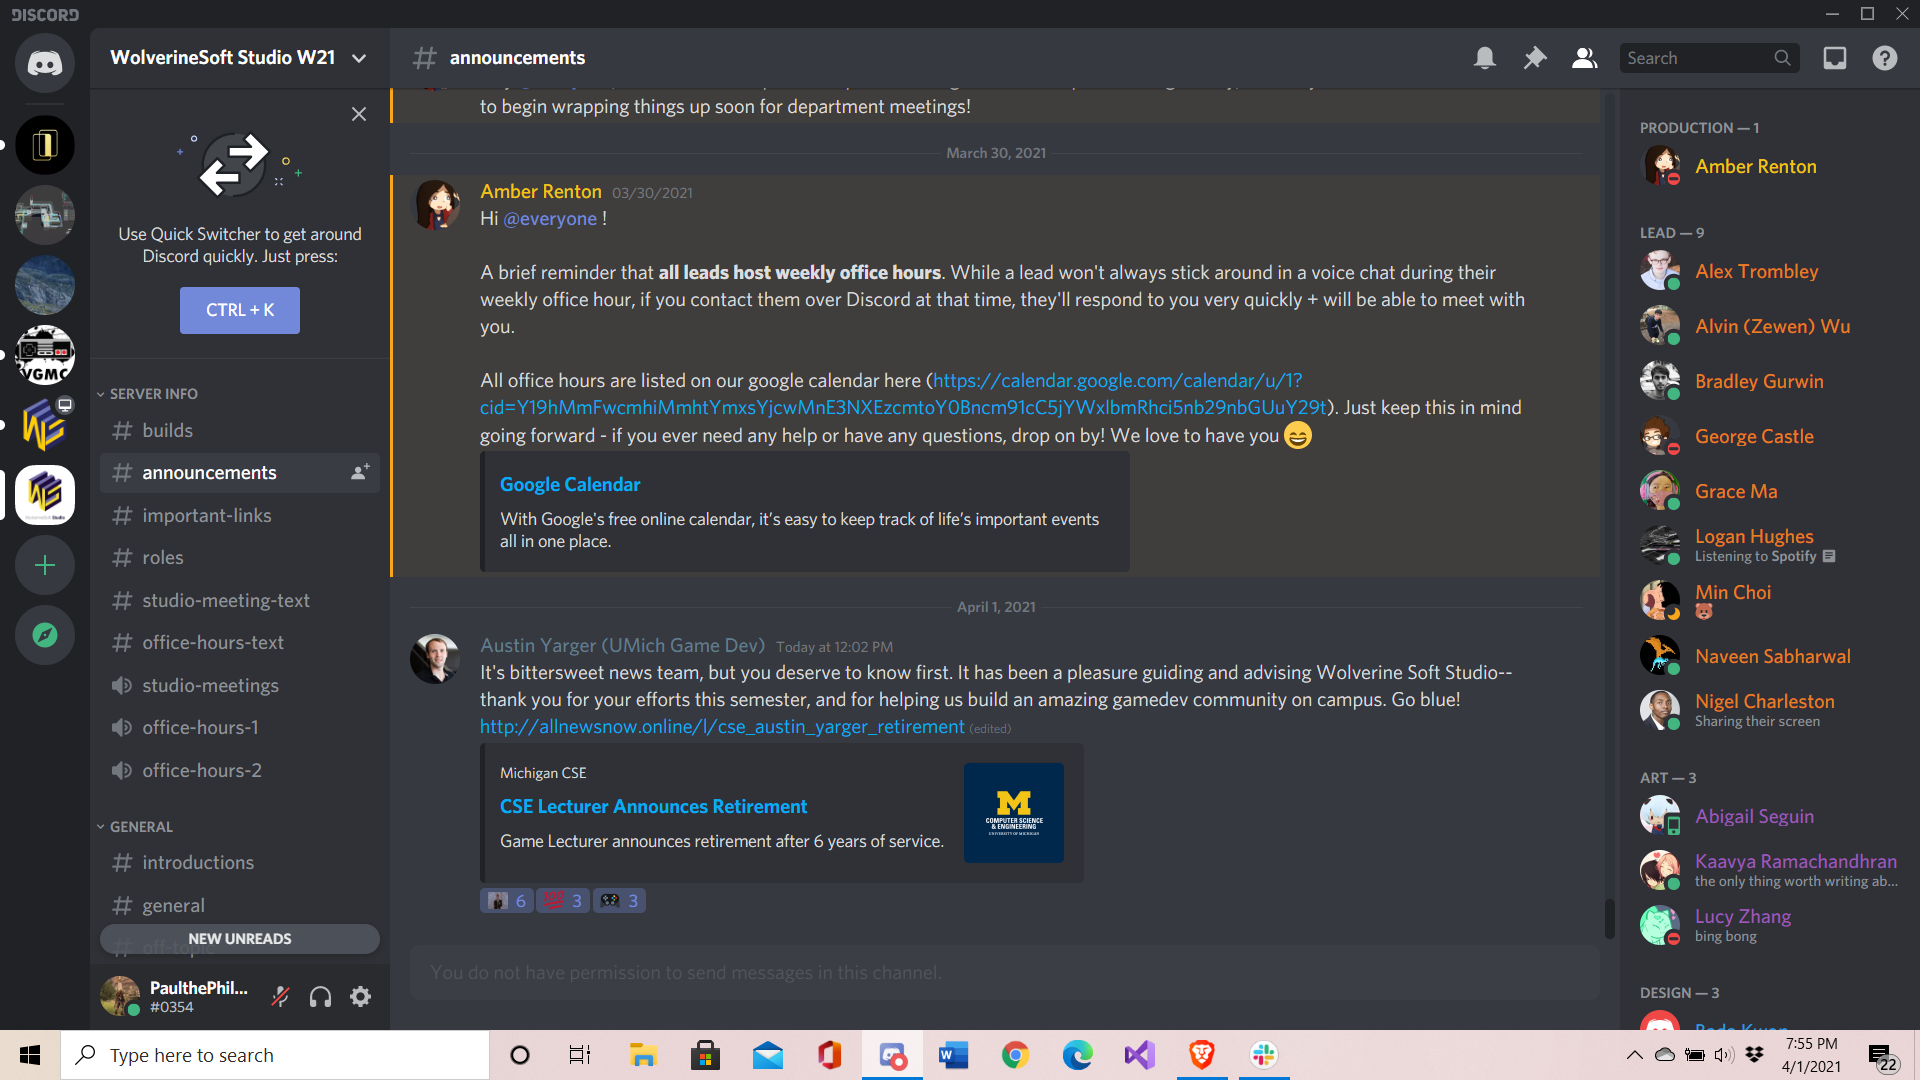 DISCORD
WolverineSoft Studio W21
announcements
Search
Use Quick Switcher to get around
Discord quickly. Just press:
CTRL + K
SERVER INFO
builds
announcements
important-links
roles
studio-meeting-text
office-hours-text
studio-meetings
office-hours-1
office-hours-2
GENERAL
introductions
general
off-topic
NEW UNREADS
PaulthePhil...
#0354
VGMC
to begin wrapping things up soon for department meetings!
March 30, 2021
Amber Renton 03/30/2021
Hi @everyone !
A brief reminder that all leads host weekly office hours. While a lead won't always stick around in a voice chat during their
weekly office hour, if you contact them over Discord at that time, they'll respond to you very quickly + will be able to meet with
you.
All office hours are listed on our google calendar here (https://calendar.google.com/calendar/u/1?
cid=Y19hMmFwcmhiMmhtYmxsYjcwMnE3NXEzcmtoY0Bncm91cC5jYWxlbmRhci5nb29nbGUuY29t). Just keep this in mind
going forward - if you ever need any help or have any questions, drop on by! We love to have you 😄
Google Calendar
With Google's free online calendar, it's easy to keep track of life's important events
all in one place.
April 1, 2021
Austin Yarger (UMich Game Dev) Today at 12:02 PM
It's bittersweet news team, but you deserve to know first. It has been a pleasure guiding and advising Wolverine Soft Studio--
thank you for your efforts this semester, and for helping us build an amazing gamedev community on campus. Go blue!
http://allnewsnow.online/l/cse_austin_yarger_retirement (edited)
Michigan CSE
CSE Lecturer Announces Retirement
Game Lecturer announces retirement after 6 years of service.
M
COMPUTER SCIENCE
& ENGINEERING
UNIVERSITY OF MICHIGAN
6 3 3
You do not have permission to send messages in this channel.
PRODUCTION — 1
Amber Renton
LEAD — 9
Alex Trombley
Alvin (Zewen) Wu
Bradley Gurwin
George Castle
Grace Ma
Logan Hughes
Listening to Spotify
Min Choi
Naveen Sabharwal
Nigel Charleston
Sharing their screen
ART — 3
Abigail Seguin
Kaavya Ramachandhran
the only thing worth writing ab...
Lucy Zhang
bing bong
DESIGN — 3
Type here to search
7:55 PM
4/1/2021
22